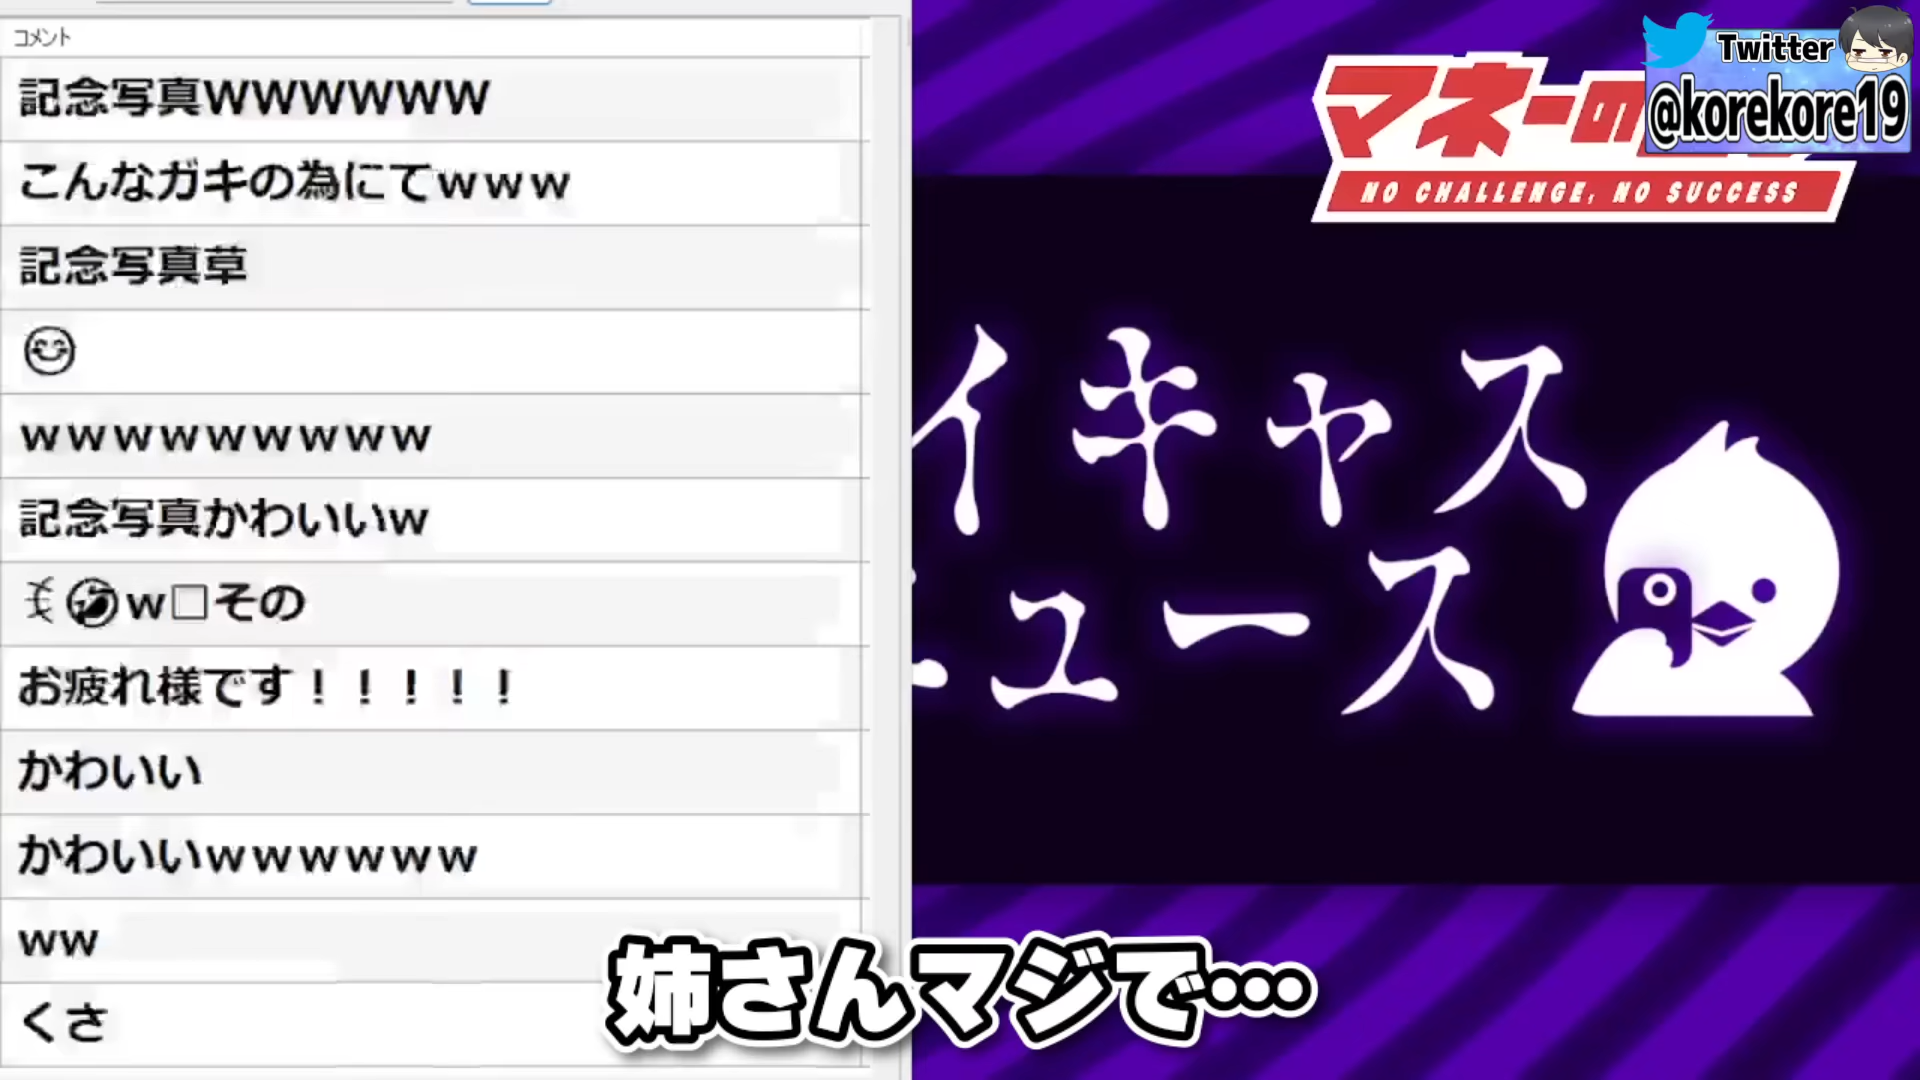 コメント
記念写真WWWWWW
こんなガキの為にてｗｗｗ
記念写真草
😊
ｗｗｗｗｗｗｗｗｗ
記念写真かわいいw
🤣w□その
お疲れ様です！！！！！
かわいい
かわいいｗｗｗｗｗｗ
ww
くさ
Twitter
@korekore19
マネーの
NO CHALLENGE, NO SUCCESS
イキャス
ュース
姉さんマジで…